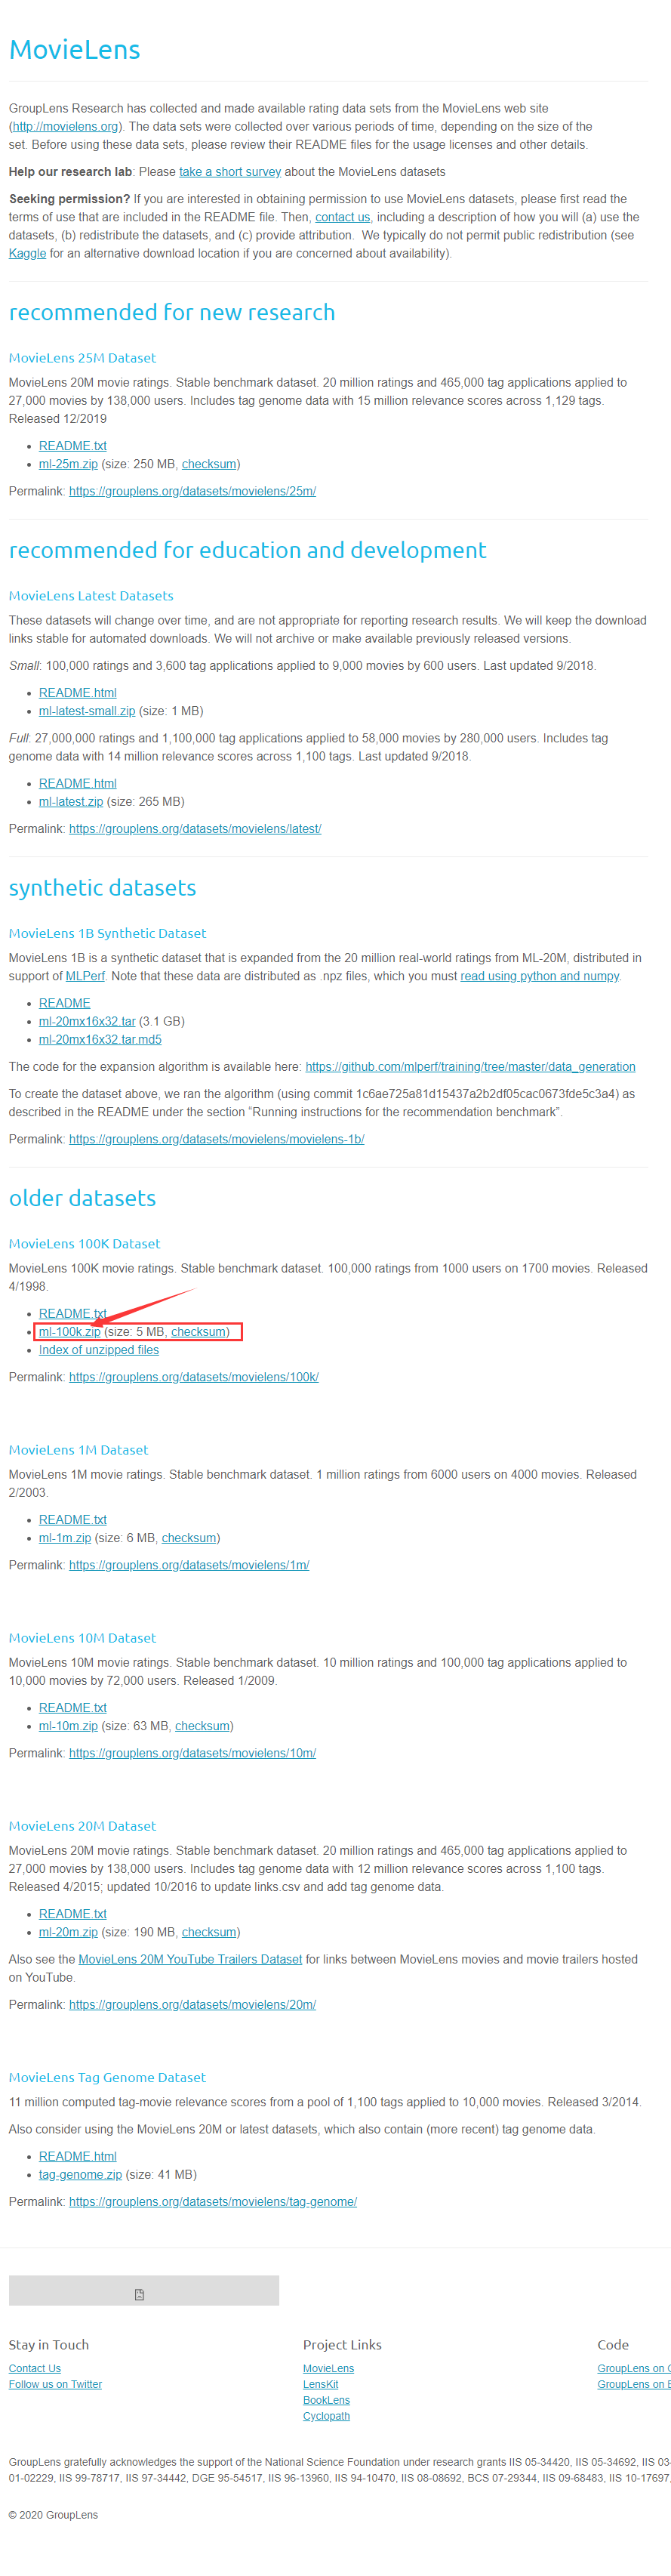 MovieLens
GroupLens Research has collected and made available rating data sets from the MovieLens web site
(http://movielens.org). The data sets were collected over various periods of time, depending on the size of the
set. Before using these data sets, please review their README files for the usage licenses and other details.
Help our research lab: Please take a short survey about the MovieLens datasets
Seeking permission? If you are interested in obtaining permission to use MovieLens datasets, please first read the
terms of use that are included in the README file. Then, contact us, including a description of how you will (a) use the
datasets, (b) redistribute the datasets, and (c) provide attribution. We typically do not permit public redistribution (see
Kaggle for an alternative download location if you are concerned about availability).
recommended for new research
MovieLens 25M Dataset
MovieLens 20M movie ratings. Stable benchmark dataset. 20 million ratings and 465,000 tag applications applied to
27,000 movies by 138,000 users. Includes tag genome data with 15 million relevance scores across 1,129 tags.
Released 12/2019
README.txt
ml-25m.zip (size: 250 MB, checksum)
Permalink: https://grouplens.org/datasets/movielens/25m/
recommended for education and development
MovieLens Latest Datasets
These datasets will change over time, and are not appropriate for reporting research results. We will keep the download
links stable for automated downloads. We will not archive or make available previously released versions.
Small: 100,000 ratings and 3,600 tag applications applied to 9,000 movies by 600 users. Last updated 9/2018.
README.html
ml-latest-small.zip (size: 1 MB)
Full: 27,000,000 ratings and 1,100,000 tag applications applied to 58,000 movies by 280,000 users. Includes tag
genome data with 14 million relevance scores across 1,100 tags. Last updated 9/2018.
README.html
ml-latest.zip (size: 265 MB)
Permalink: https://grouplens.org/datasets/movielens/latest/
synthetic datasets
MovieLens 1B Synthetic Dataset
MovieLens 1B is a synthetic dataset that is expanded from the 20 million real-world ratings from ML-20M, distributed in
support of MLPerf. Note that these data are distributed as .npz files, which you must read using python and numpy.
README
ml-20mx16x32.tar (3.1 GB)
ml-20mx16x32.tar.md5
The code for the expansion algorithm is available here: https://github.com/mlperf/training/tree/master/data_generation
To create the dataset above, we ran the algorithm (using commit 1c6ae725a81d15437a2b2df05cac0673fde5c3a4) as
described in the README under the section “Running instructions for the recommendation benchmark”.
Permalink: https://grouplens.org/datasets/movielens/movielens-1b/
older datasets
MovieLens 100K Dataset
MovieLens 100K movie ratings. Stable benchmark dataset. 100,000 ratings from 1000 users on 1700 movies. Released
4/1998.
README.txt
ml-100k.zip (size: 5 MB, checksum)
Index of unzipped files
Permalink: https://grouplens.org/datasets/movielens/100k/
MovieLens 1M Dataset
MovieLens 1M movie ratings. Stable benchmark dataset. 1 million ratings from 6000 users on 4000 movies. Released
2/2003.
README.txt
ml-1m.zip (size: 6 MB, checksum)
Permalink: https://grouplens.org/datasets/movielens/1m/
MovieLens 10M Dataset
MovieLens 10M movie ratings. Stable benchmark dataset. 10 million ratings and 100,000 tag applications applied to
10,000 movies by 72,000 users. Released 1/2009.
README.txt
ml-10m.zip (size: 63 MB, checksum)
Permalink: https://grouplens.org/datasets/movielens/10m/
MovieLens 20M Dataset
MovieLens 20M movie ratings. Stable benchmark dataset. 20 million ratings and 465,000 tag applications applied to
27,000 movies by 138,000 users. Includes tag genome data with 12 million relevance scores across 1,100 tags.
Released 4/2015; updated 10/2016 to update links.csv and add tag genome data.
README.txt
ml-20m.zip (size: 190 MB, checksum)
Also see the MovieLens 20M YouTube Trailers Dataset for links between MovieLens movies and movie trailers hosted
on YouTube.
Permalink: https://grouplens.org/datasets/movielens/20m/
MovieLens Tag Genome Dataset
11 million computed tag-movie relevance scores from a pool of 1,100 tags applied to 10,000 movies. Released 3/2014.
Also consider using the MovieLens 20M or latest datasets, which also contain (more recent) tag genome data.
README.html
tag-genome.zip (size: 41 MB)
Permalink: https://grouplens.org/datasets/movielens/tag-genome/
Stay in Touch
Contact Us
Follow us on Twitter
Project Links
MovieLens
LensKit
BookLens
Cyclopath
Code
GroupLens on
GroupLens on
GroupLens gratefully acknowledges the support of the National Science Foundation under research grants IIS 05-34420, IIS 05-34692, IIS 03-
01-02229, IIS 99-78717, IIS 97-34442, DGE 95-54517, IIS 96-13960, IIS 94-10470, IIS 08-08692, BCS 07-29344, IIS 09-68483, IIS 10-17697,
© 2020 GroupLens